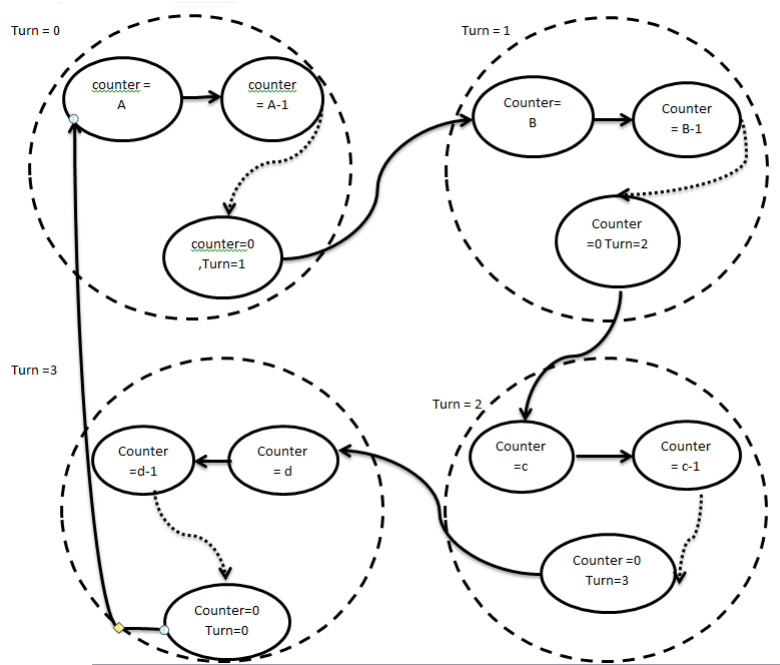 Turn = 0
counter =
A
counter
= A-1
counter=0
,Turn=1
Turn = 1
Counter=
B
Counter
= B-1
Counter
=0 Turn=2
Turn =3
Counter
=d-1
Counter
= d
Counter=0
Turn=0
Turn = 2
Counter
=c
Counter
= c-1
Counter =0
Turn=3